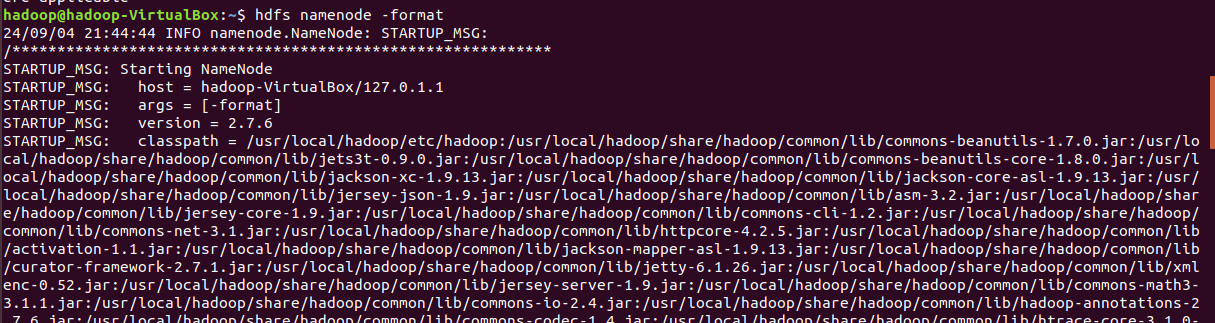 hadoop@hadoop-VirtualBox:~$ hdfs namenode -format
24/09/04 21:44:44 INFO namenode.NameNode: STARTUP_MSG:
/************************************************************
STARTUP_MSG: Starting NameNode
STARTUP_MSG:   host = hadoop-VirtualBox/127.0.1.1
STARTUP_MSG:   args = [-format]
STARTUP_MSG:   version = 2.7.6
STARTUP_MSG:   classpath = /usr/local/hadoop/etc/hadoop:/usr/local/hadoop/share/hadoop/common/lib/commons-beanutils-1.7.0.jar:/usr/lo
cal/hadoop/share/hadoop/common/lib/jets3t-0.9.0.jar:/usr/local/hadoop/share/hadoop/common/lib/commons-beanutils-core-1.8.0.jar:/usr/l
ocal/hadoop/share/hadoop/common/lib/jackson-xc-1.9.13.jar:/usr/local/hadoop/share/hadoop/common/lib/jackson-core-asl-1.9.13.jar:/usr/
local/hadoop/share/hadoop/common/lib/jersey-json-1.9.jar:/usr/local/hadoop/share/hadoop/common/lib/asm-3.2.jar:/usr/local/hadoop/shar
e/hadoop/common/lib/jersey-core-1.9.jar:/usr/local/hadoop/share/hadoop/common/lib/commons-cli-1.2.jar:/usr/local/hadoop/share/hadoop/
common/lib/commons-net-3.1.jar:/usr/local/hadoop/share/hadoop/common/lib/httpcore-4.2.5.jar:/usr/local/hadoop/share/hadoop/common/lib
/activation-1.1.jar:/usr/local/hadoop/share/hadoop/common/lib/jackson-mapper-asl-1.9.13.jar:/usr/local/hadoop/share/hadoop/common/lib
/curator-framework-2.7.1.jar:/usr/local/hadoop/share/hadoop/common/lib/jetty-6.1.26.jar:/usr/local/hadoop/share/hadoop/common/lib/xml
enc-0.52.jar:/usr/local/hadoop/share/hadoop/common/lib/jersey-server-1.9.jar:/usr/local/hadoop/share/hadoop/common/lib/commons-math3-
3.1.1.jar:/usr/local/hadoop/share/hadoop/common/lib/commons-io-2.4.jar:/usr/local/hadoop/share/hadoop/common/lib/hadoop-annotations-2
.7.6.jar:/usr/local/hadoop/share/hadoop/common/lib/commons-codec-1.4.jar:/usr/local/hadoop/share/hadoop/common/lib/htrace-core-3.1.0-